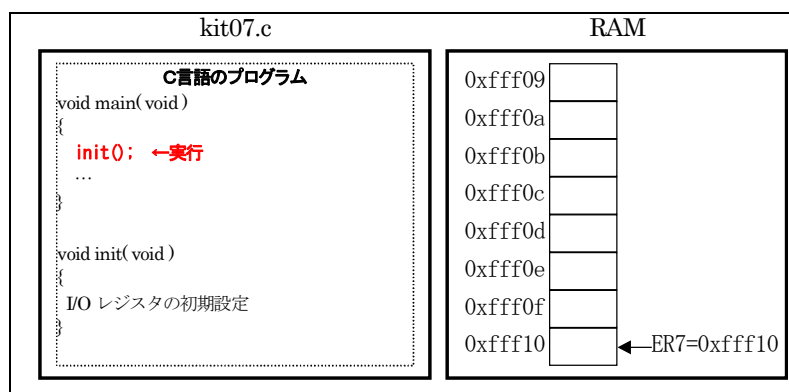 kit07.c
C言語のプログラム
void main( void )
{
init(); ←実行
…
}
void init( void )
{
I/O レジスタの初期設定
}
RAM
0xfff09
0xfff0a
0xfff0b
0xfff0c
0xfff0d
0xfff0e
0xfff0f
0xfff10 ←ER7=0xfff10